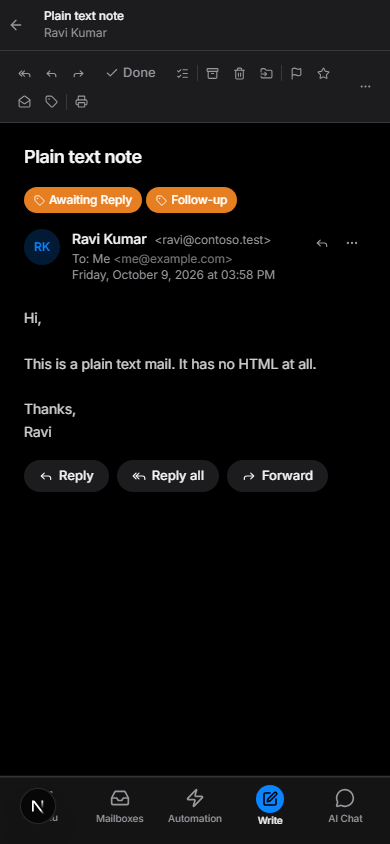 Plain text note
Ravi Kumar
Done
Plain text note
Awaiting Reply Follow-up
RK
Ravi Kumar <ravi@contoso.test>
To: Me <me@example.com>
Friday, October 9, 2026 at 03:58 PM
Hi,
This is a plain text mail. It has no HTML at all.
Thanks,
Ravi
Reply Reply all Forward
N Mailboxes Automation Write AI Chat